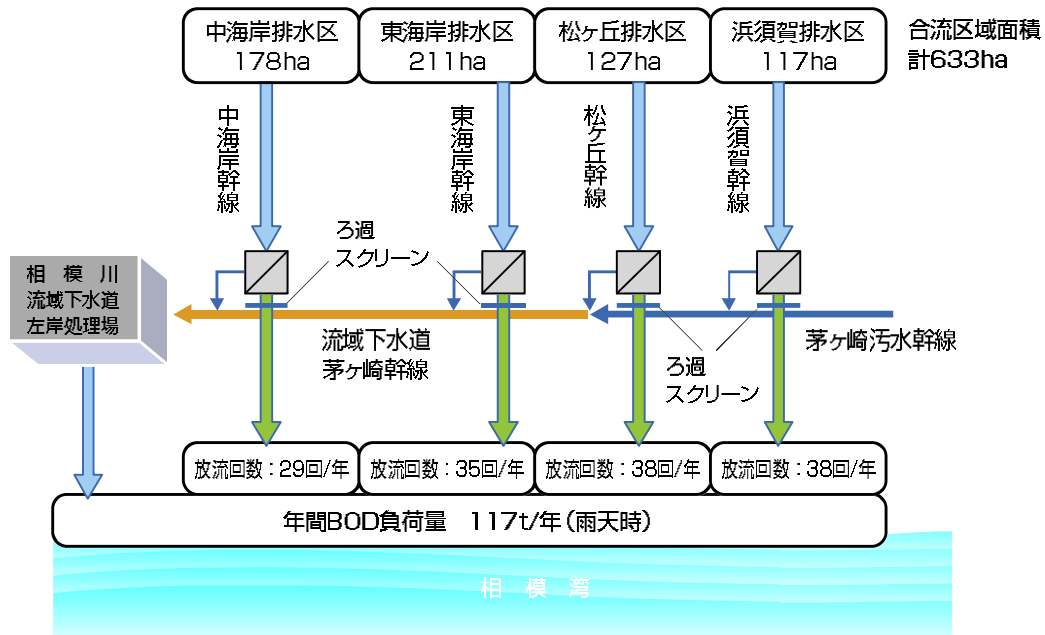 中海岸排水区
178ha
東海岸排水区
211ha
松ヶ丘排水区
127ha
浜須賀排水区
117ha
合流区域面積
計633ha
中海岸幹線
東海岸幹線
松ヶ丘幹線
浜須賀幹線
ろ過
スクリーン
相模川
流域下水道
左岸処理場
流域下水道
茅ヶ崎幹線
茅ヶ崎汚水幹線
ろ過
スクリーン
放流回数：29回/年
放流回数：35回/年
放流回数：38回/年
放流回数：38回/年
年間BOD負荷量　117t/年（雨天時）
相模湾